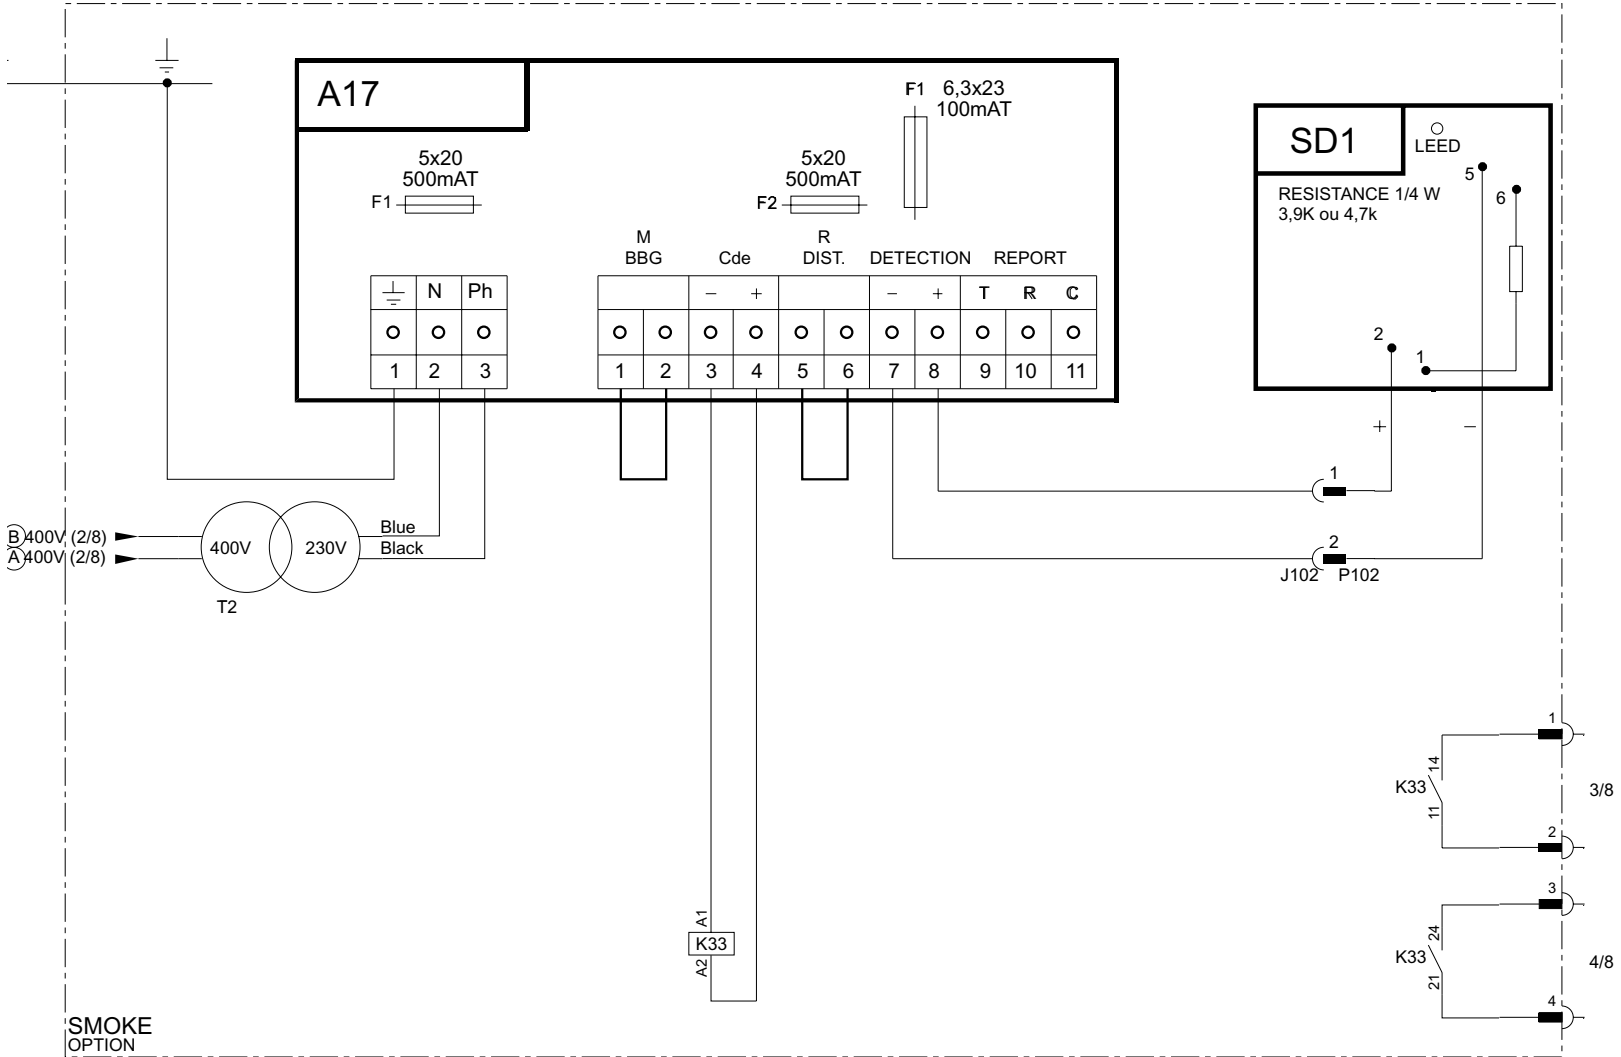 A17
F1 6,3x23
100mAT
5x20
500mAT
F1
5x20
500mAT
F2
SD1
LEED
RESISTANCE 1/4 W
3,9K ou 4,7k
5
6
2
1
M
BBG
Cde
R
DIST.
DETECTION
REPORT
N Ph
− + − + T R C
1 2 3
1 2 3 4 5 6 7 8 9 10 11
+ −
1
2
J102 P102
B 400V (2/8)
A 400V (2/8)
400V 230V
Blue
Black
T2
1
14
K33
11
3/8
2
3
24
K33
21
4/8
4
A1
K33
A2
SMOKE
OPTION